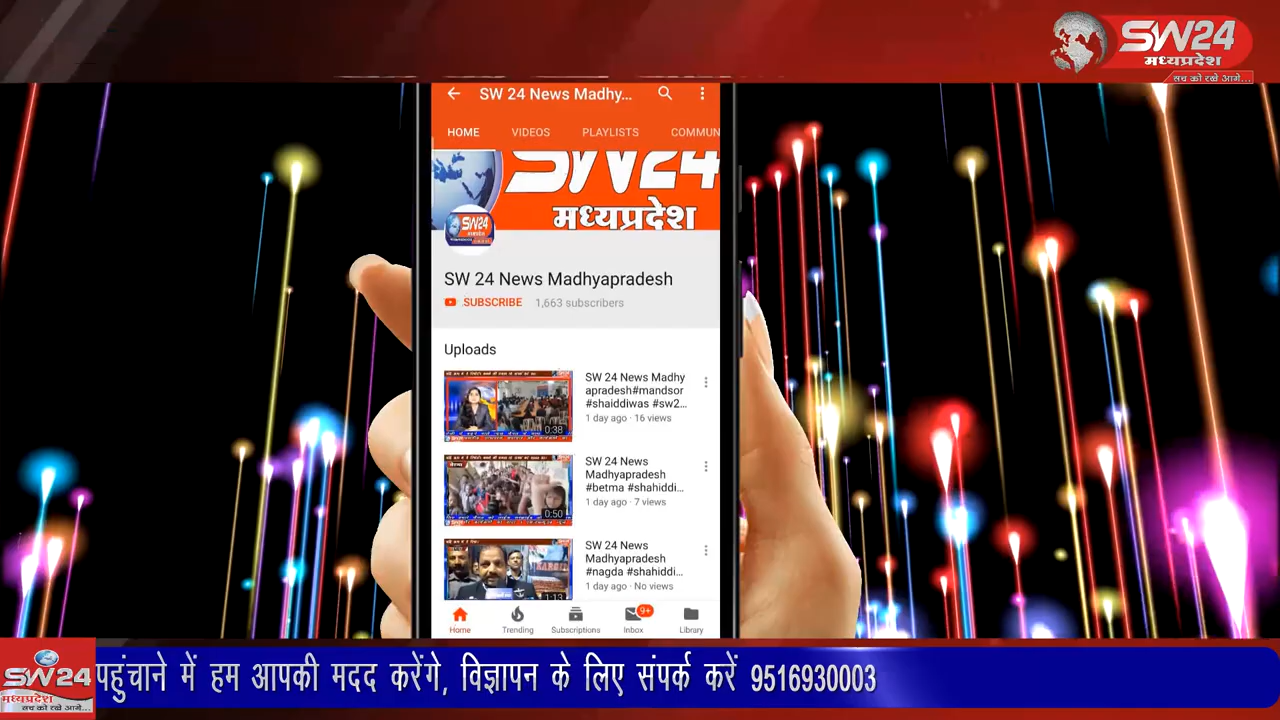 SW24
मध्यप्रदेश
सच को रखे आगे...
SW 24 News Madhy...
HOME VIDEOS PLAYLISTS COMMUN
SW24
मध्यप्रदेश
SW24
SW 24 News Madhyapradesh
SUBSCRIBE 1,663 subscribers
Uploads
SW 24 News Madhy
apradesh#mandsor
#shaiddiwas #sw2...
1 day ago · 16 views
0:38
SW 24 News
Madhyapradesh
#betma #shahiddi...
1 day ago · 7 views
0:50
SW 24 News
Madhyapradesh
#nagda #shahiddi...
1 day ago · No views
1:13
Home Trending Subscriptions Inbox Library
9+
SW24
मध्यप्रदेश
सच को रखे आगे...
पहुंचाने में हम आपकी मदद करेंगे, विज्ञापन के लिए संपर्क करें 9516930003